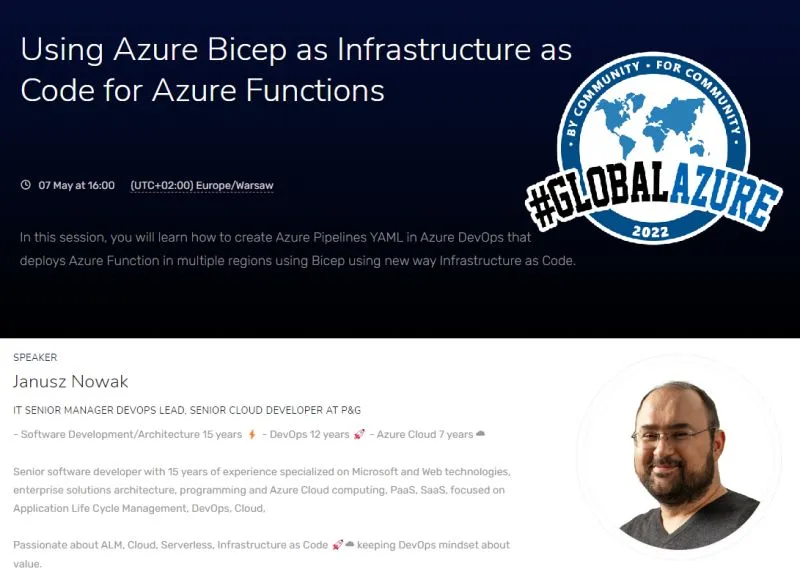 Using Azure Bicep as Infrastructure as
Code for Azure Functions
• BY COMMUNITY • FOR COMMUNITY •
#GLOBALAZURE
2022
07 May at 16:00 (UTC+02:00) Europe/Warsaw
In this session, you will learn how to create Azure Pipelines YAML in Azure DevOps that
deploys Azure Function in multiple regions using Bicep using new way Infrastructure as Code.
SPEAKER
Janusz Nowak
IT SENIOR MANAGER DEVOPS LEAD, SENIOR CLOUD DEVELOPER AT P&G
- Software Development/Architecture 15 years ⚡ - DevOps 12 years 🚀 - Azure Cloud 7 years ☁
Senior software developer with 15 years of experience specialized on Microsoft and Web technologies,
enterprise solutions architecture, programming and Azure Cloud computing, PaaS, SaaS, focused on
Application Life Cycle Management, DevOps, Cloud,
Passionate about ALM, Cloud, Serverless, Infrastructure as Code 🚀☁ keeping DevOps mindset about
value.